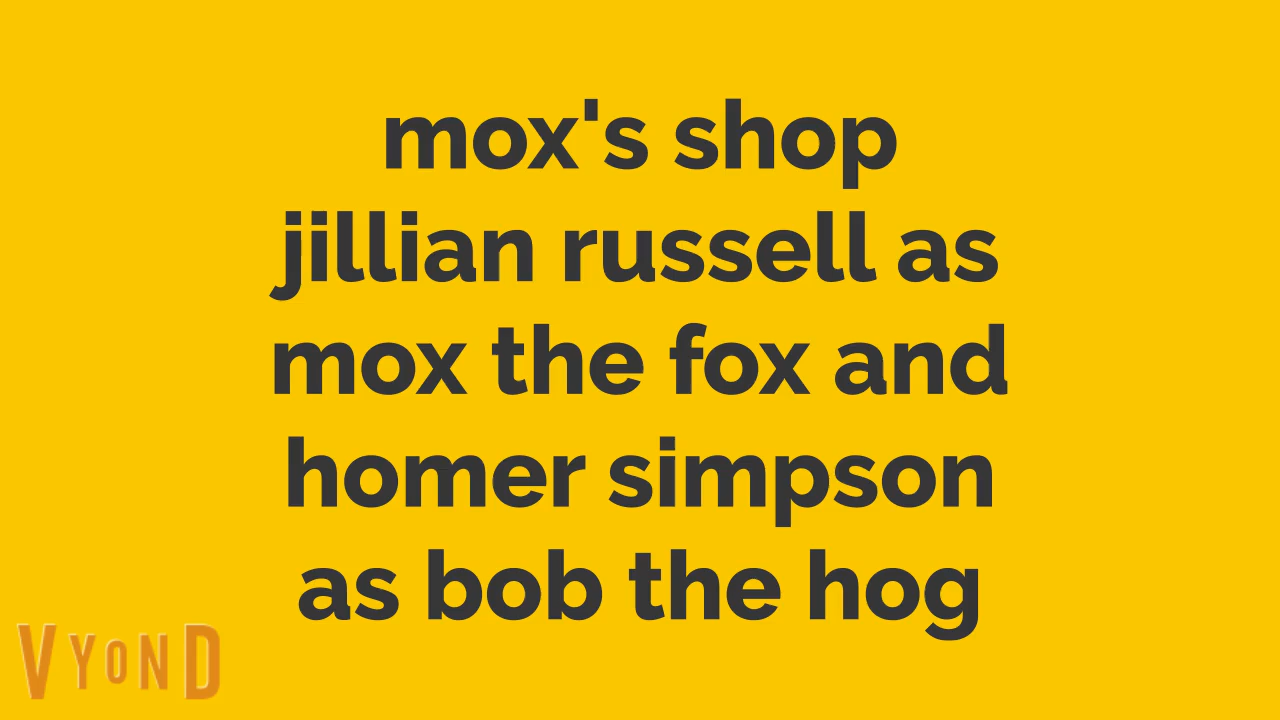 mox's shop
jillian russell as
mox the fox and
homer simpson
as bob the hog
VYOND